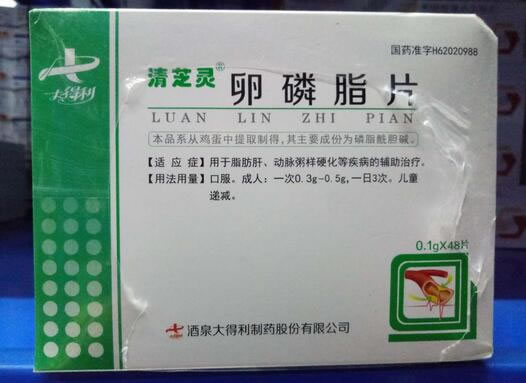 国药准字H62020988
大得利
清芝灵®
卵磷脂片
LUAN LIN ZHI PIAN
本品系从鸡蛋中提取制得,其主要成份为磷脂酰胆碱。
【适应症】用于脂肪肝、动脉粥样硬化等疾病的辅助治疗。
【用法用量】口服。成人:一次0.3g-0.5g,一日3次。儿童
递减。
0.1gX48片
酒泉大得利制药股份有限公司